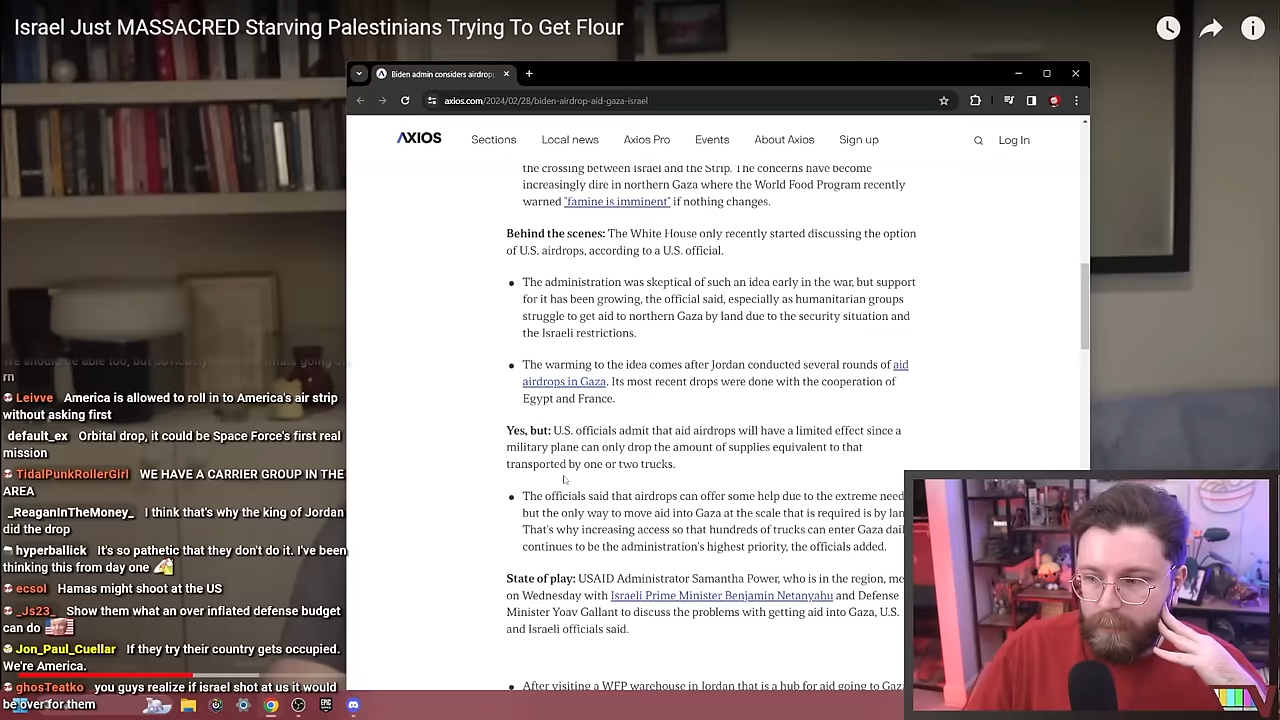 Israel Just MASSACRED Starving Palestinians Trying To Get Flour
Biden admin considers airdrop
axios.com/2024/02/28/biden-airdrop-aid-gaza-israel
AXIOS
Sections
Local news
Axios Pro
Events
About Axios
Sign up
Log In
the crossing between Israel and the Strip. The concerns have become
increasingly dire in northern Gaza where the World Food Program recently
warned "famine is imminent" if nothing changes.
Behind the scenes: The White House only recently started discussing the option
of U.S. airdrops, according to a U.S. official.
The administration was skeptical of such an idea early in the war, but support
for it has been growing, the official said, especially as humanitarian groups
struggle to get aid to northern Gaza by land due to the security situation and
the Israeli restrictions.
The warming to the idea comes after Jordan conducted several rounds of aid
airdrops in Gaza. Its most recent drops were done with the cooperation of
Egypt and France.
Yes, but: U.S. officials admit that aid airdrops will have a limited effect since a
military plane can only drop the amount of supplies equivalent to that
transported by one or two trucks.
The officials said that airdrops can offer some help due to the extreme need
but the only way to move aid into Gaza at the scale that is required is by lan
That's why increasing access so that hundreds of trucks can enter Gaza dail
continues to be the administration's highest priority, the officials added.
State of play: USAID Administrator Samantha Power, who is in the region, me
on Wednesday with Israeli Prime Minister Benjamin Netanyahu and Defense
Minister Yoav Gallant to discuss the problems with getting aid into Gaza, U.S.
and Israeli officials said.
After visiting a WFP warehouse in Jordan that is a hub for aid going to Gaza
We should be able too, but obviously whats going
rn
Leivve America is allowed to roll in to America's air strip
without asking first
default_ex Orbital drop, it could be Space Force's first real
mission
TidalPunkRollerGirl WE HAVE A CARRIER GROUP IN THE
AREA
_ReaganInTheMoney_ I think that's why the king of Jordan
did the drop
hyperballick It's so pathetic that they don't do it. I've been
thinking this from day one
ecsol Hamas might shoot at the US
_Js23_ Show them what an over inflated defense budget
can do
Jon_Paul_Cuellar If they try their country gets occupied.
We're America.
ghosTeatko you guys realize if israel shot at us it would
be over for them